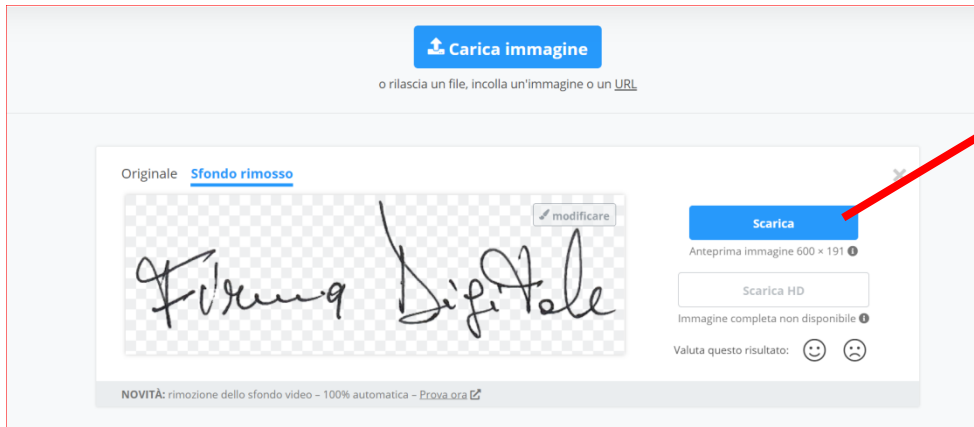 Carica immagine
o rilascia un file, incolla un'immagine o un URL
Originale Sfondo rimosso
modificare
Firma Digitale
Scarica
Anteprima immagine 600 × 191
Scarica HD
Immagine completa non disponibile
Valuta questo risultato:
NOVITÀ: rimozione dello sfondo video – 100% automatica – Prova ora